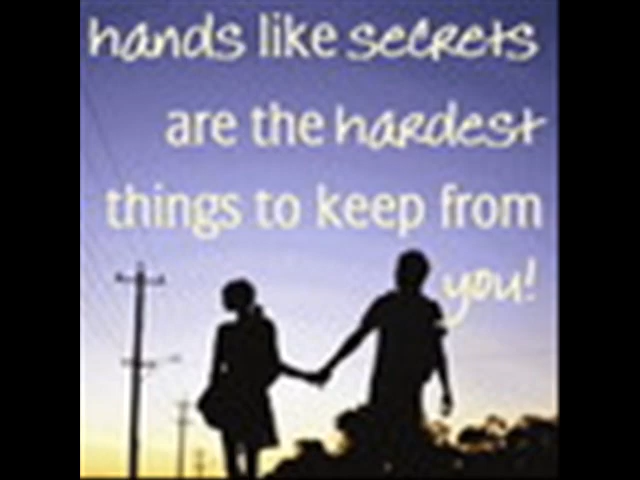 hands like secrets
are the hardest
things to keep from
you!